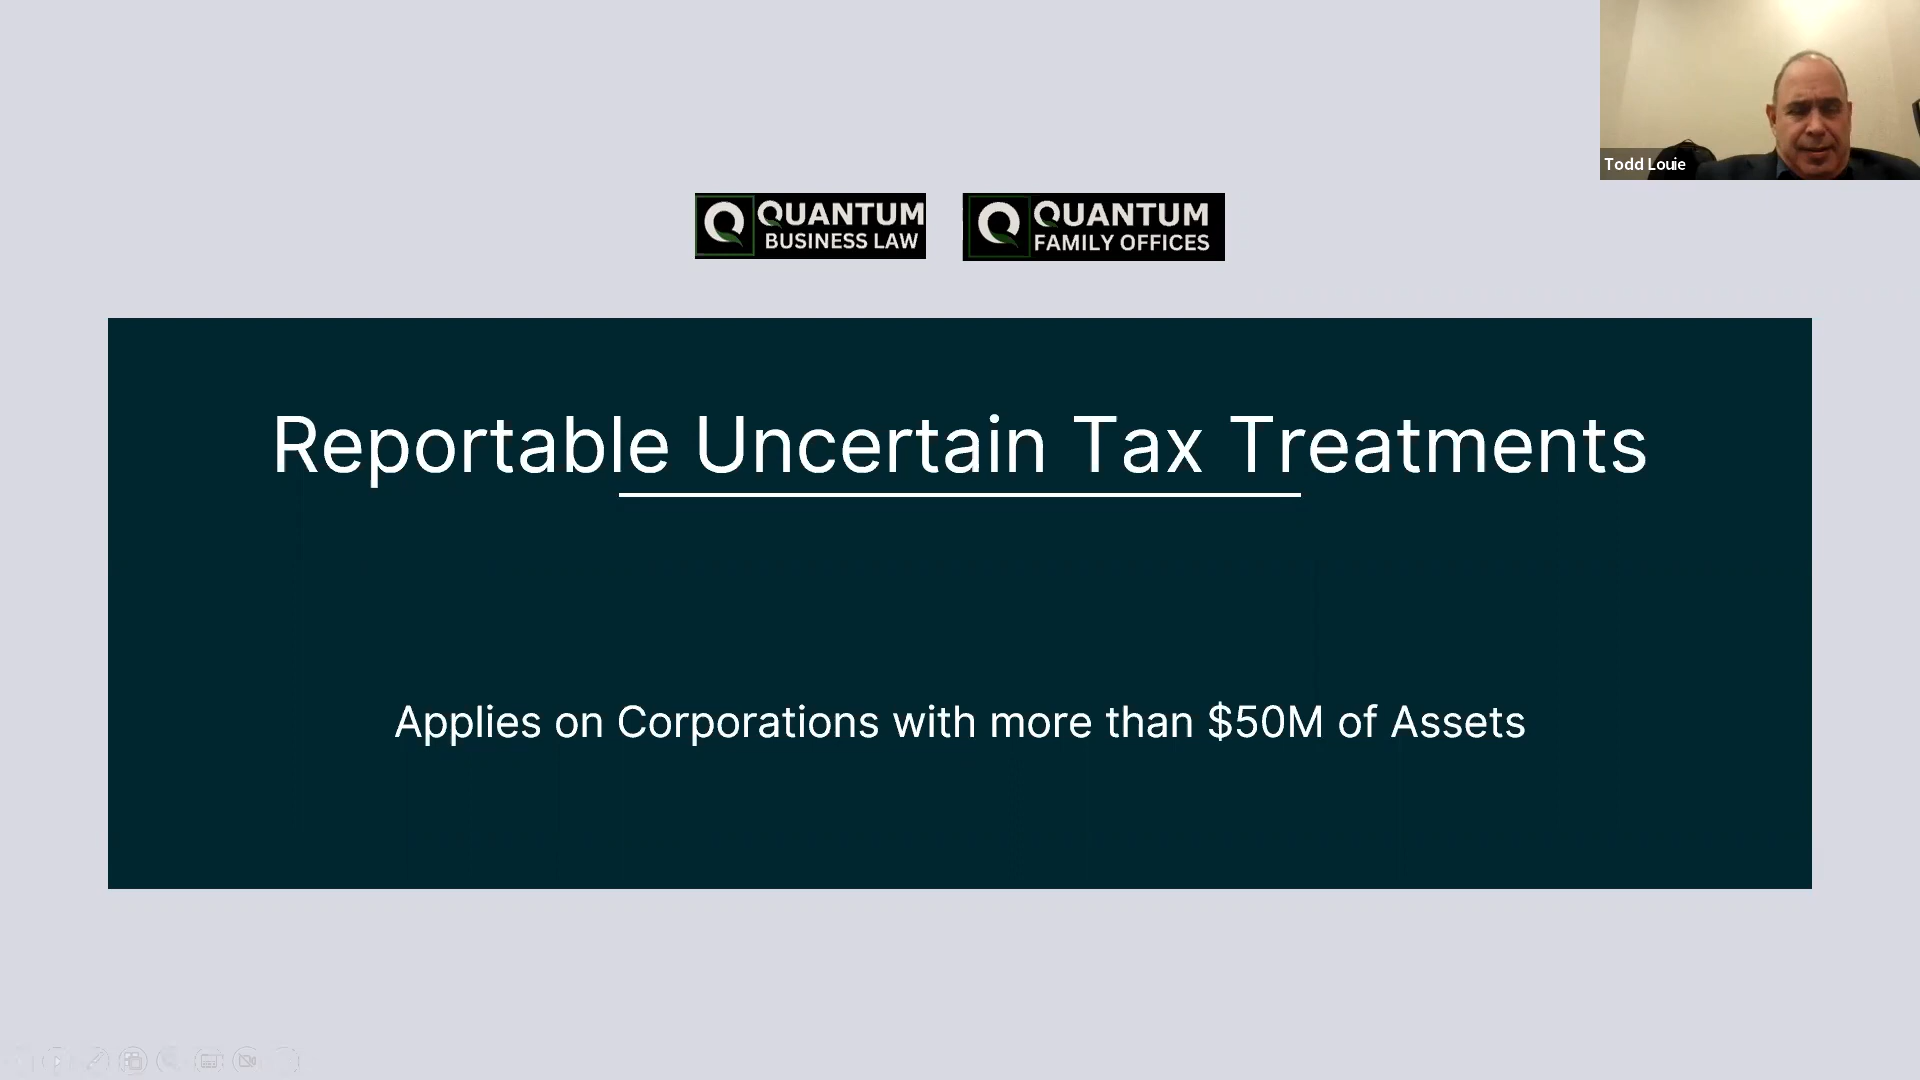 Todd Louie
QUANTUM
BUSINESS LAW
QUANTUM
FAMILY OFFICES
Reportable Uncertain Tax Treatments
Applies on Corporations with more than $50M of Assets